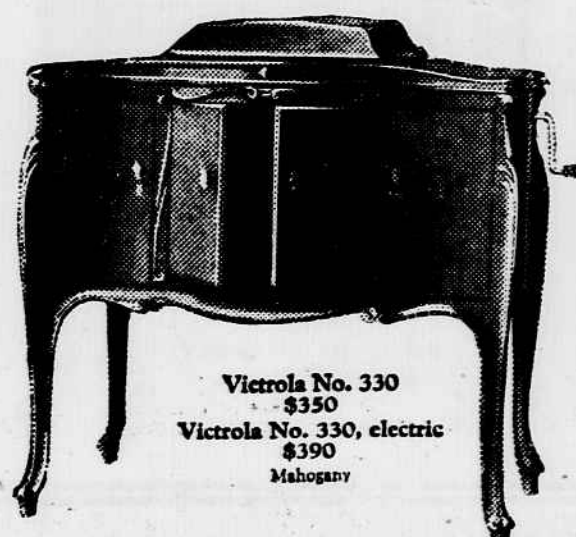 Victrola No. 330
$350
Victrola No. 330, electric
$390
Mahogany